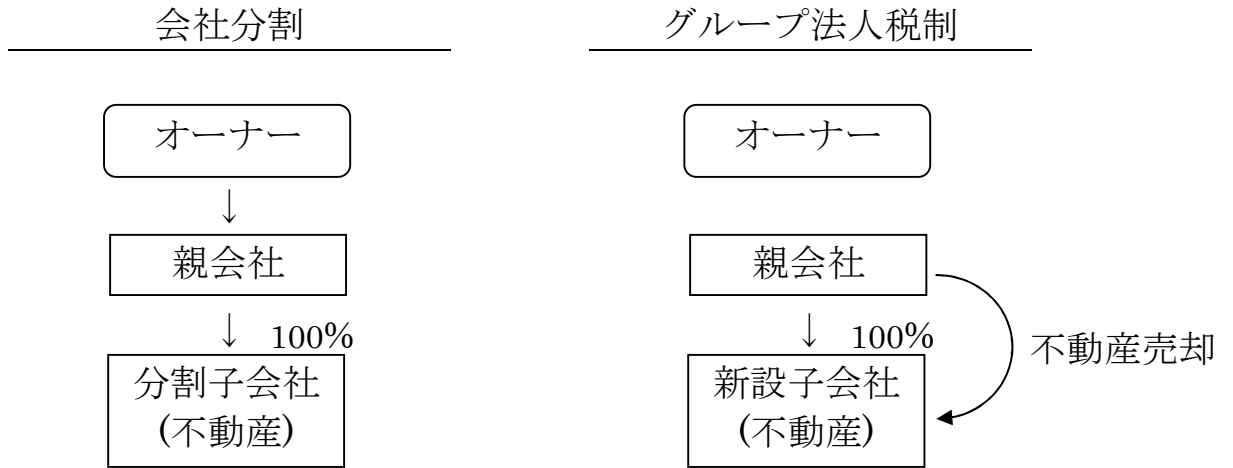 会社分割
オーナー
↓
親会社
↓ 100%
分割子会社
(不動産)
グループ法人税制
オーナー
親会社
↓ 100%
新設子会社
(不動産)
不動産売却